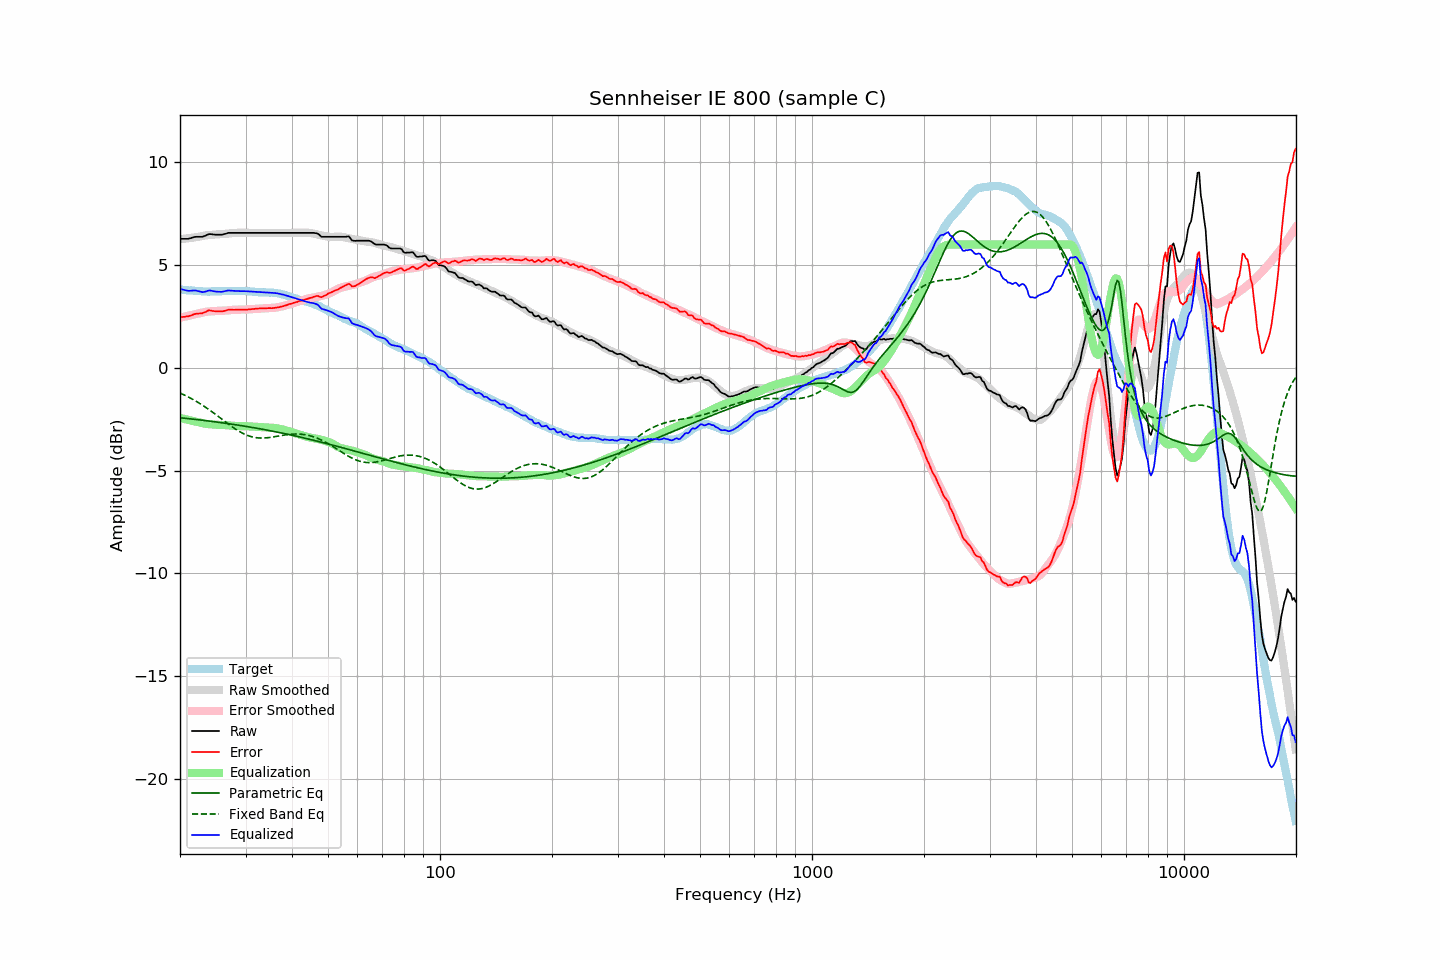 Sennheiser IE 800 (sample C)
10
5
0
−5
−10
−15
−20
Amplitude (dBr)
Target
Raw Smoothed
Error Smoothed
Raw
Error
Equalization
Parametric Eq
Fixed Band Eq
Equalized
100
1000
10000
Frequency (Hz)